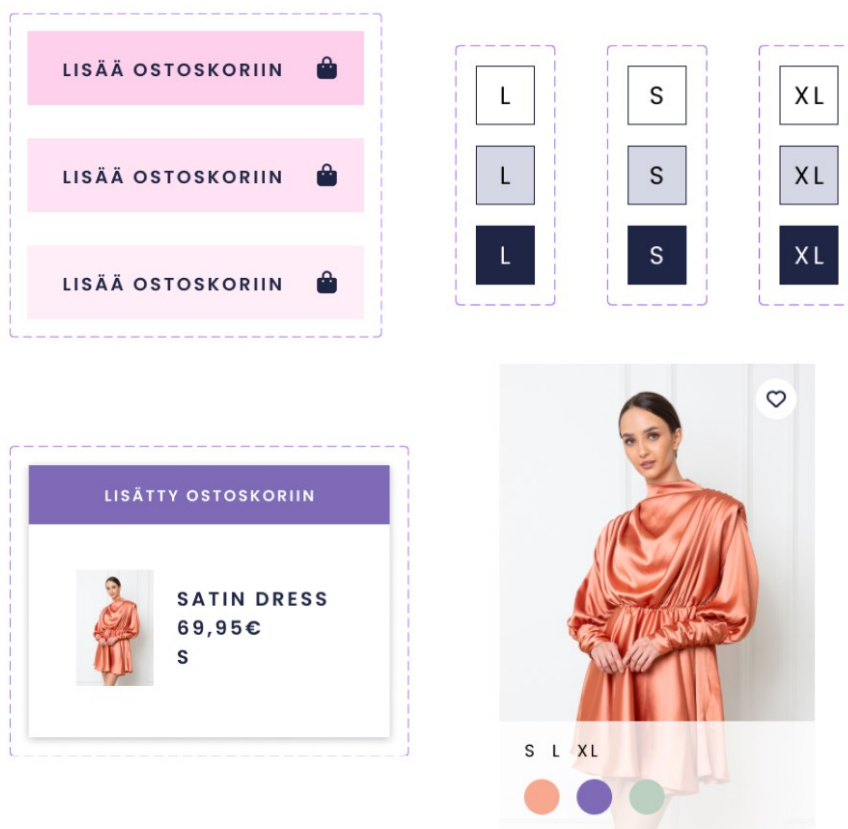 LISÄÄ OSTOSKORIIN
LISÄÄ OSTOSKORIIN
LISÄÄ OSTOSKORIIN
L S XL
L S XL
L S XL
LISÄTTY OSTOSKORIIN
SATIN DRESS
69,95€
S
S L XL